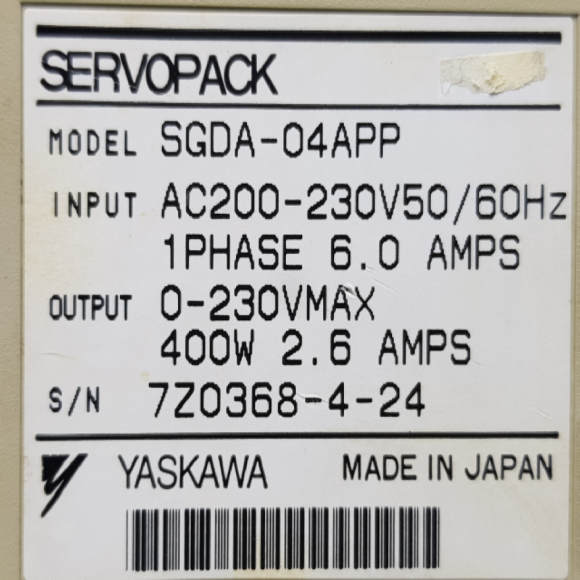 SERVOPACK
MODEL SGDA-04APP
INPUT AC200-230V50/60Hz
1PHASE 6.0 AMPS
OUTPUT 0-230VMAX
400W 2.6 AMPS
S/N 7Z0368-4-24
YASKAWA MADE IN JAPAN